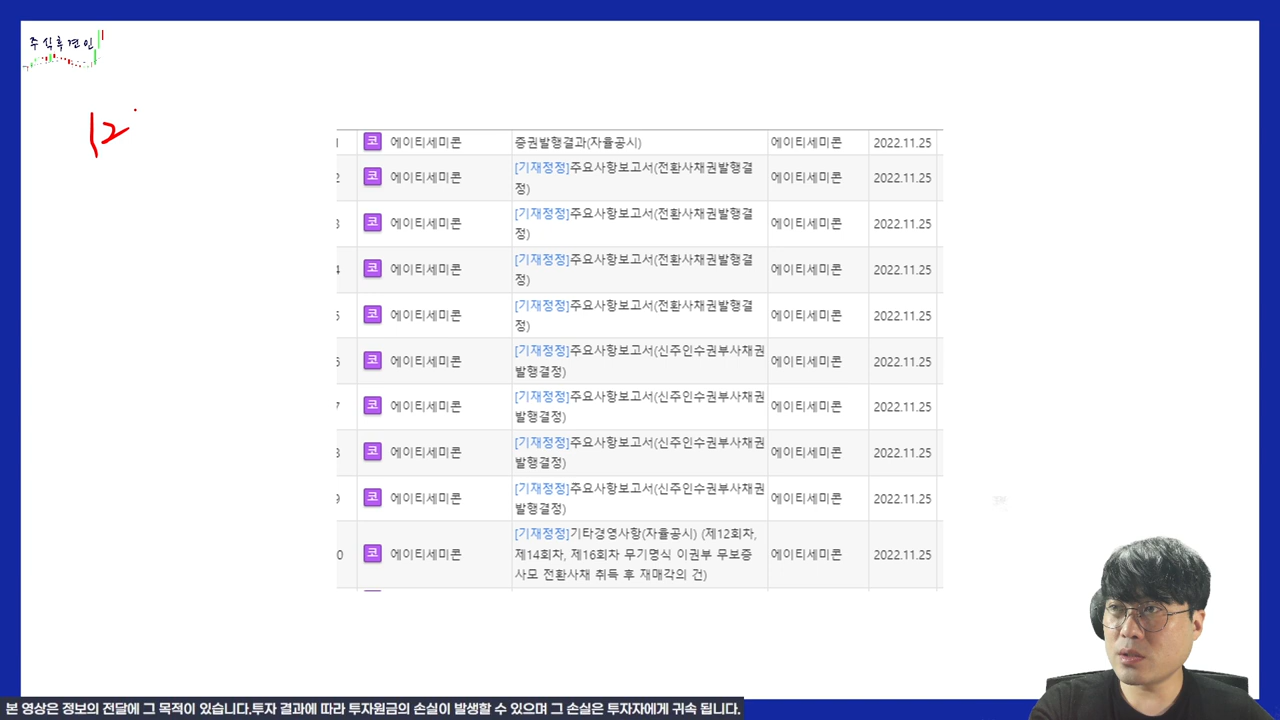 주식후견인
12
1 코 에이티세미콘 증권발행결과(자율공시) 에이티세미콘 2022.11.25
2 코 에이티세미콘 [기재정정]주요사항보고서(전환사채권발행결 에이티세미콘 2022.11.25
정)
3 코 에이티세미콘 [기재정정]주요사항보고서(전환사채권발행결 에이티세미콘 2022.11.25
정)
4 코 에이티세미콘 [기재정정]주요사항보고서(전환사채권발행결 에이티세미콘 2022.11.25
정)
5 코 에이티세미콘 [기재정정]주요사항보고서(전환사채권발행결 에이티세미콘 2022.11.25
정)
6 코 에이티세미콘 [기재정정]주요사항보고서(신주인수권부사채권 에이티세미콘 2022.11.25
발행결정)
7 코 에이티세미콘 [기재정정]주요사항보고서(신주인수권부사채권 에이티세미콘 2022.11.25
발행결정)
8 코 에이티세미콘 [기재정정]주요사항보고서(신주인수권부사채권 에이티세미콘 2022.11.25
발행결정)
9 코 에이티세미콘 [기재정정]주요사항보고서(신주인수권부사채권 에이티세미콘 2022.11.25
발행결정)
0 코 에이티세미콘 [기재정정]기타경영사항(자율공시) (제12회차, 에이티세미콘 2022.11.25
제14회차, 제16회차 무기명식 이권부 무보증
사모 전환사채 취득 후 재매각의 건)
본 영상은 정보의 전달에 그 목적이 있습니다.투자 결과에 따라 투자원금의 손실이 발생할 수 있으며 그 손실은 투자자에게 귀속 됩니다.